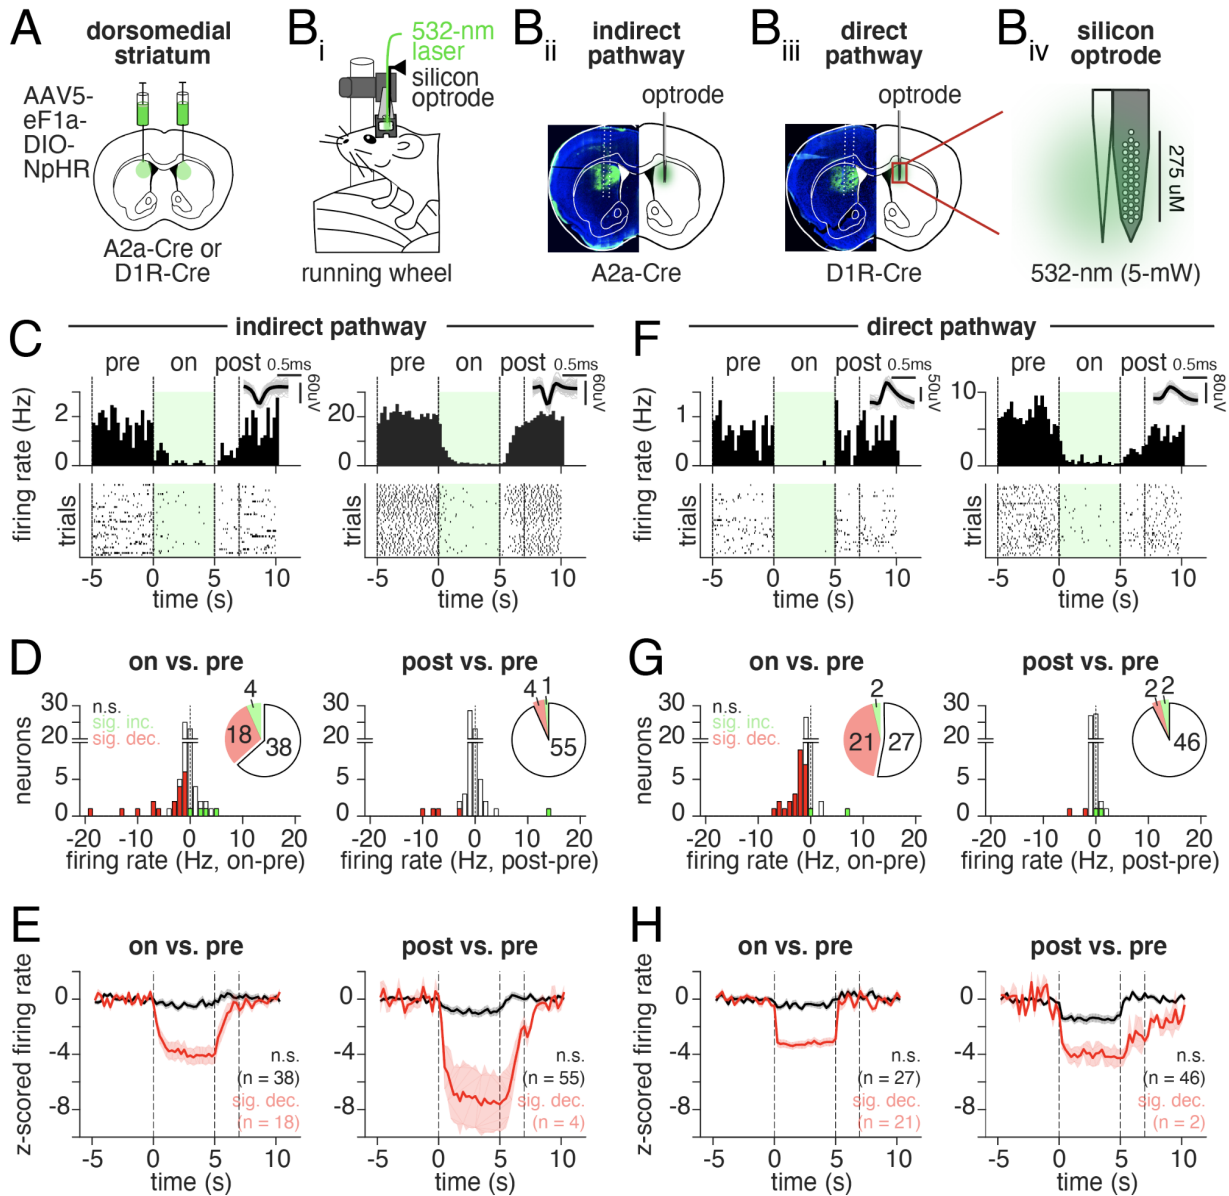 A
dorsomedial
striatum
AAV5-
eF1a-
DIO-
NpHR
A2a-Cre or
D1R-Cre
Bi
532-nm
laser
silicon
optrode
running wheel
Bii
indirect
pathway
optrode
A2a-Cre
Biii
direct
pathway
optrode
D1R-Cre
Biv
silicon
optrode
275 uM
532-nm (5-mW)
C
indirect pathway
pre on post 0.5ms
60uV
firing rate (Hz)
2
0
trials
-5 0 5 10
time (s)
pre on post 0.5ms
60uV
20
0
-5 0 5 10
time (s)
F
direct pathway
pre on post 0.5ms
50uV
firing rate (Hz)
1
0
trials
-5 0 5 10
time (s)
pre on post 0.5ms
80uV
10
0
-5 0 5 10
time (s)
D
on vs. pre
neurons
30
20
5
0
n.s.
sig. inc.
sig. dec.
4
18
38
-20 -10 0 10 20
firing rate (Hz, on-pre)
post vs. pre
30
20
5
0
4
1
55
-20 -10 0 10 20
firing rate (Hz, post-pre)
G
on vs. pre
neurons
30
20
5
0
n.s.
sig. inc.
sig. dec.
2
21
27
-20 -10 0 10 20
firing rate (Hz, on-pre)
post vs. pre
30
20
5
0
2
2
46
-20 -10 0 10 20
firing rate (Hz, post-pre)
E
on vs. pre
z-scored firing rate
0
-4
-8
n.s.
(n = 38)
sig. dec.
(n = 18)
-5 0 5 10
time (s)
post vs. pre
0
-4
-8
n.s.
(n = 55)
sig. dec.
(n = 4)
-5 0 5 10
time (s)
H
on vs. pre
z-scored firing rate
0
-4
-8
n.s.
(n = 27)
sig. dec.
(n = 21)
-5 0 5 10
time (s)
post vs. pre
0
-4
-8
n.s.
(n = 46)
sig. dec.
(n = 2)
-5 0 5 10
time (s)